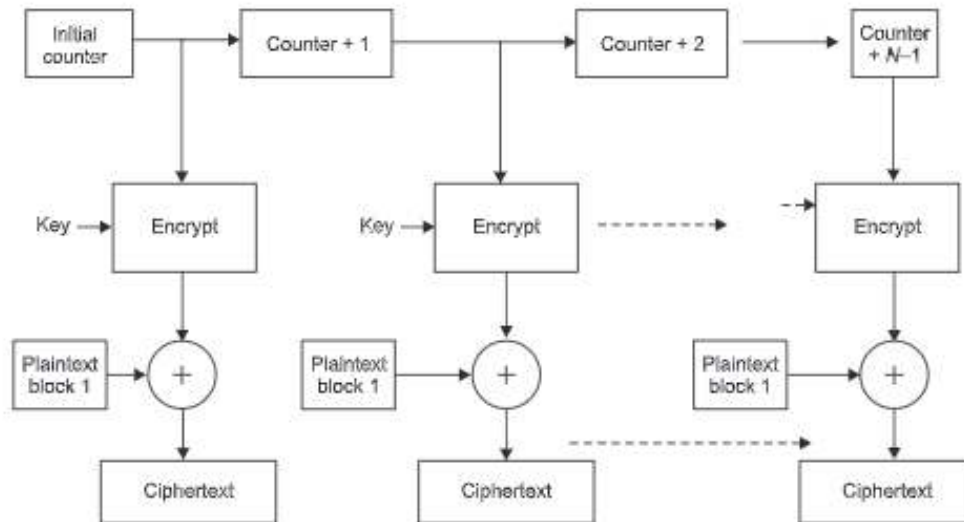 Initial
counter
Counter + 1
Counter + 2
Counter
+ N–1
Key
Encrypt
Key
Encrypt
Encrypt
Plaintext
block 1
+
Plaintext
block 1
+
Plaintext
block 1
+
Ciphertext
Ciphertext
Ciphertext